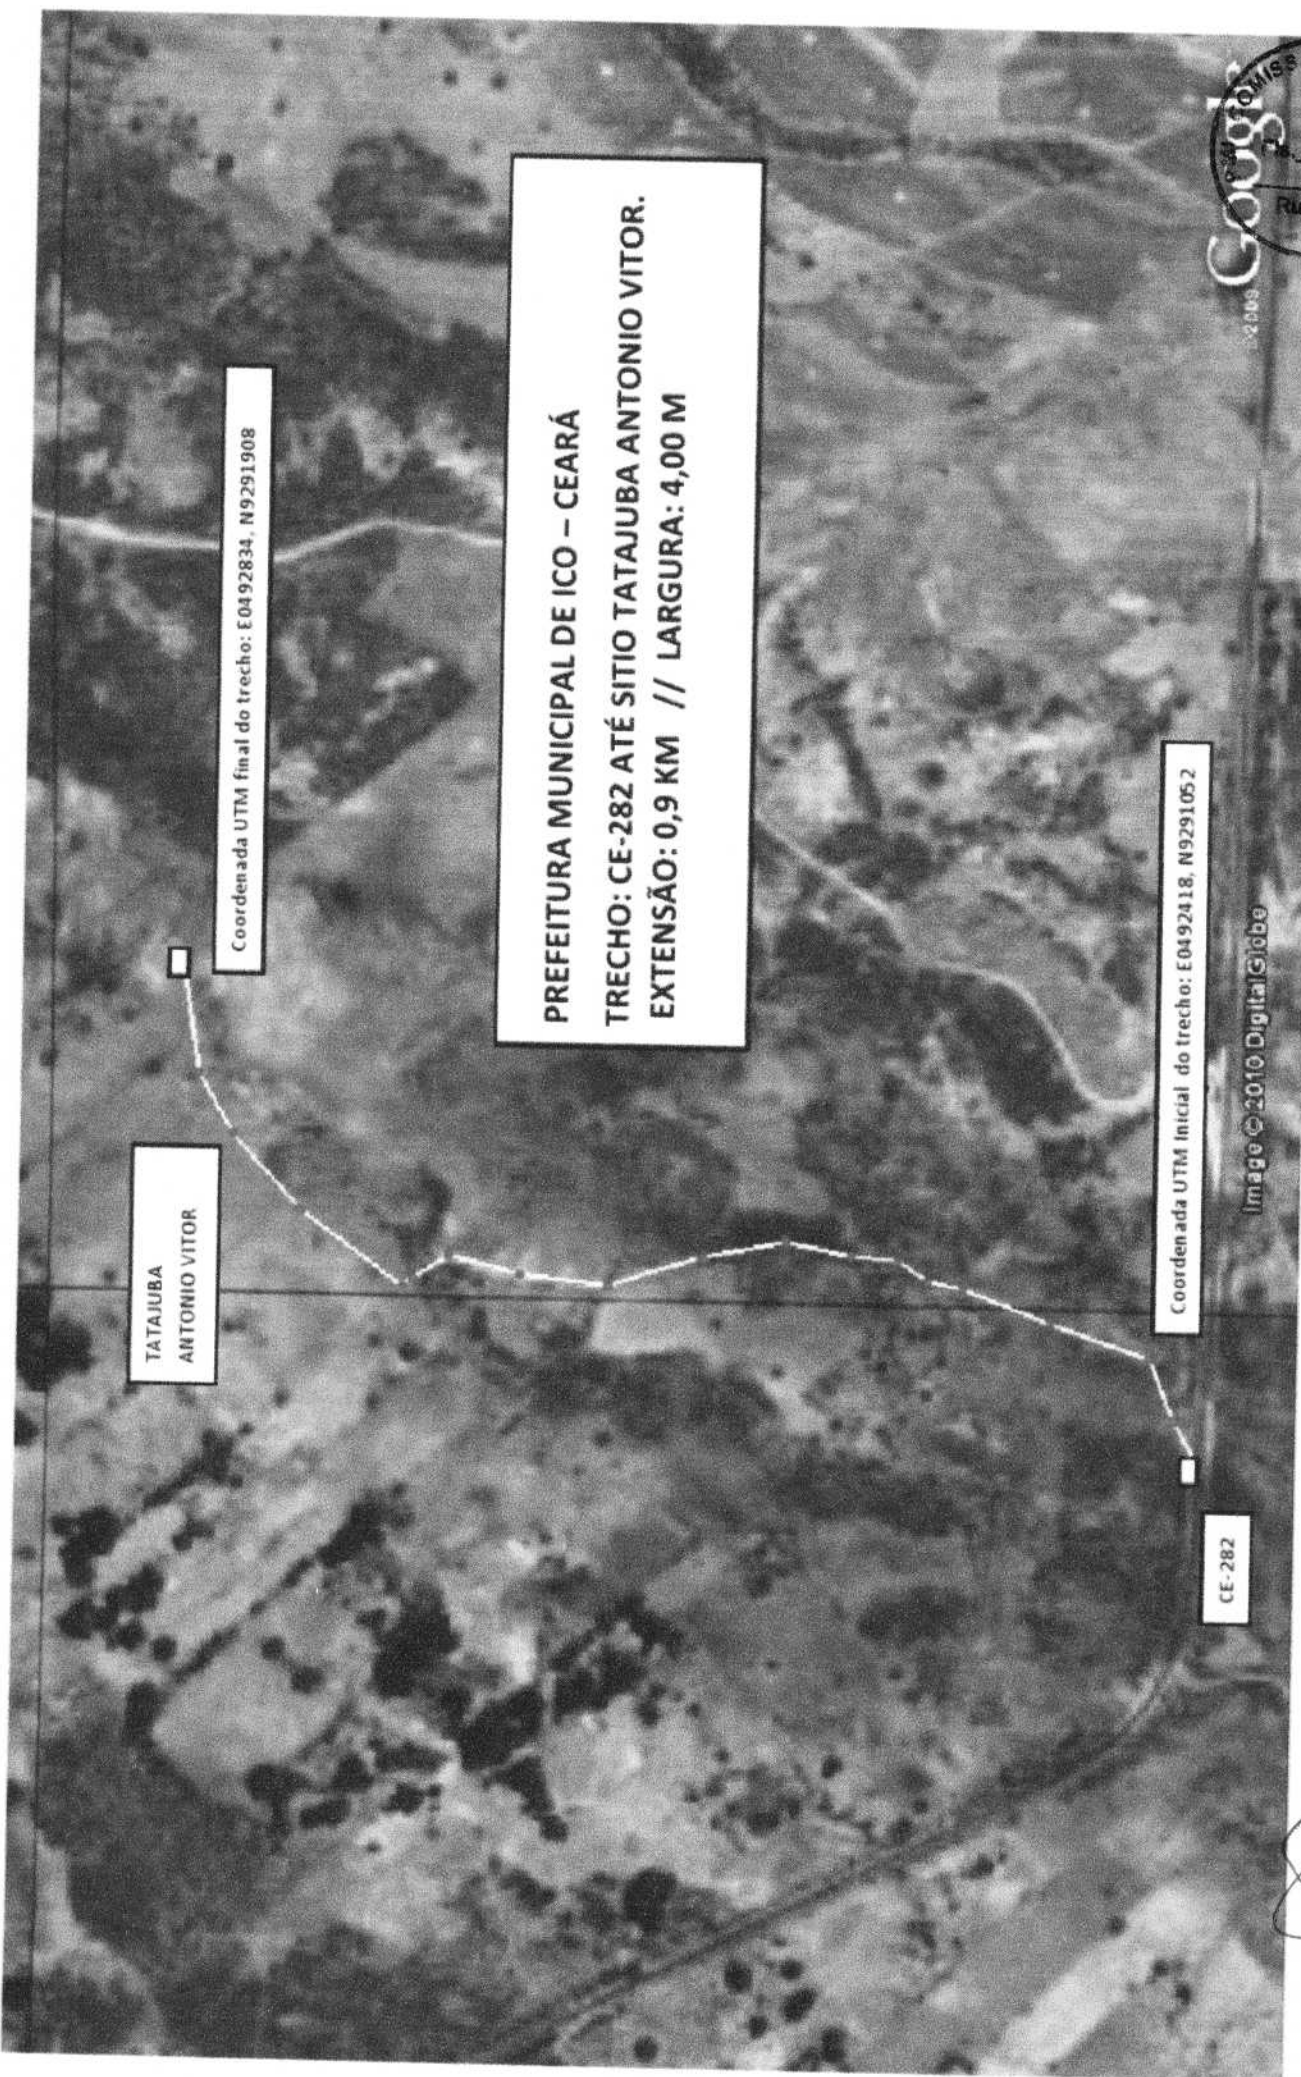 TATAJUBA
ANTONIO VITOR
Coordenada UTM final do trecho: E0492834, N9291908
PREFEITURA MUNICIPAL DE ICO – CEARÁ
TRECHO: CE-282 ATÉ SITIO TATAJUBA ANTONIO VITOR.
EXTENSÃO: 0,9 KM // LARGURA: 4,00 M
Coordenada UTM Inicial do trecho: E0492418, N9291052
CE-282
Image © 2010 DigitalGlobe
©2009 Google